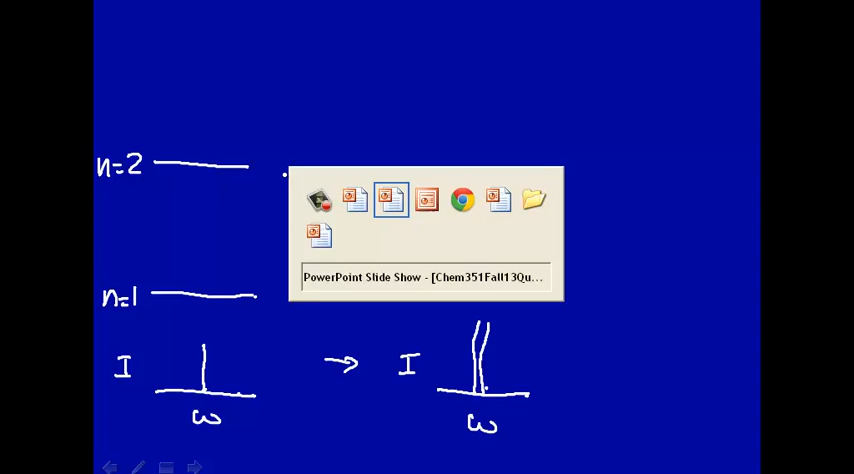 n=2
PowerPoint Slide Show - [Chem351Fall13Qu...
n=1
I → I
ω ω